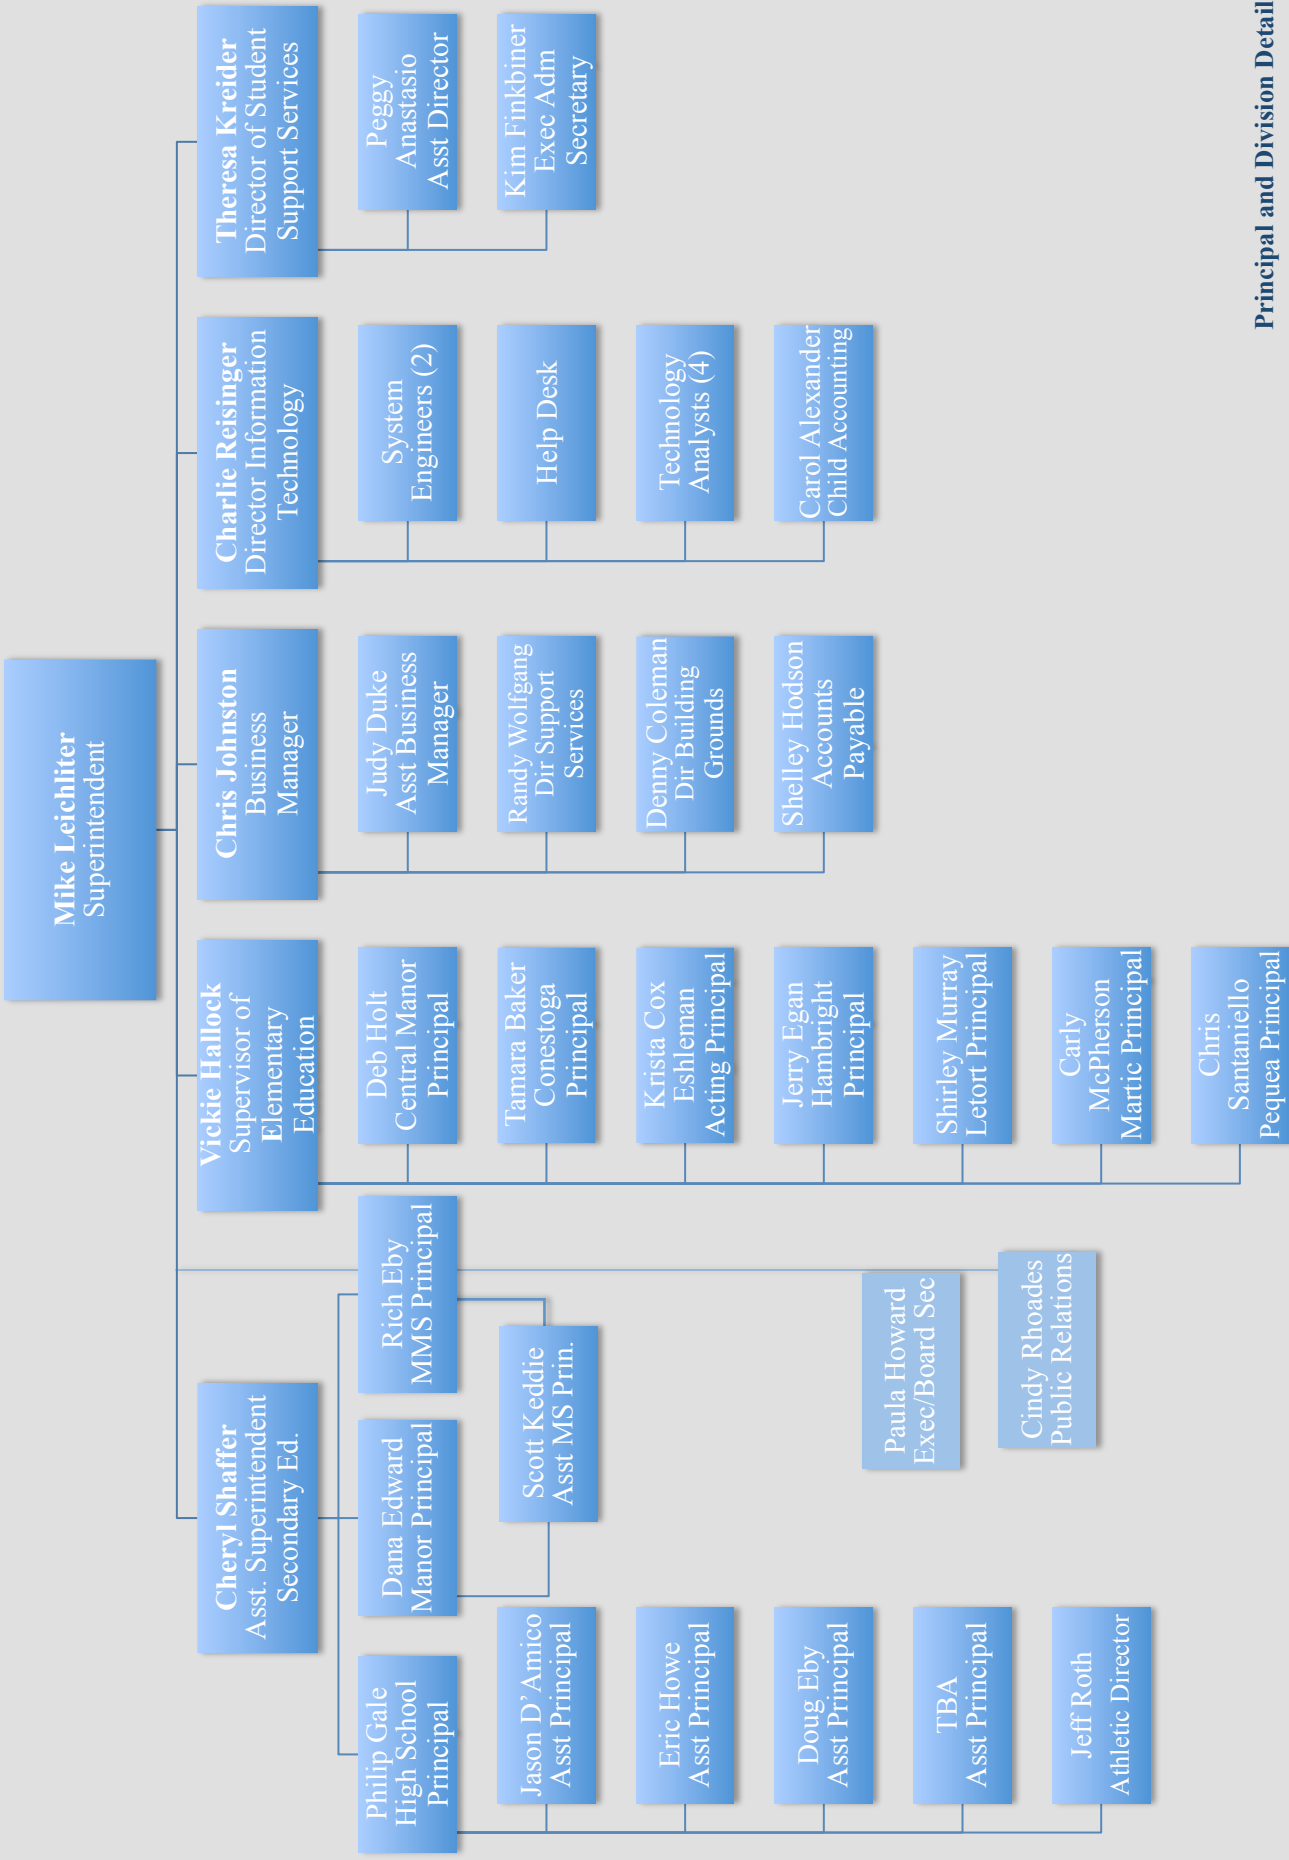 Mike Leichliter
Superintendent
Cheryl Shaffer
Asst. Superintendent
Secondary Ed.
Philip Gale
High School
Principal
Jason D’Amico
Asst Principal
Eric Howe
Asst Principal
Doug Eby
Asst Principal
TBA
Asst Principal
Jeff Roth
Athletic Director
Dana Edward
Manor Principal
Rich Eby
MMS Principal
Scott Keddie
Asst MS Prin.
Paula Howard
Exec/Board Sec
Cindy Rhoades
Public Relations
Vickie Hallock
Supervisor of
Elementary
Education
Deb Holt
Central Manor
Principal
Tamara Baker
Conestoga
Principal
Krista Cox
Eshleman
Acting Principal
Jerry Egan
Hambright
Principal
Shirley Murray
Letort Principal
Carly
McPherson
Martic Principal
Chris
Santaniello
Pequea Principal
Chris Johnston
Business
Manager
Judy Duke
Asst Business
Manager
Randy Wolfgang
Dir Support
Services
Denny Coleman
Dir Building
Grounds
Shelley Hodson
Accounts
Payable
Charlie Reisinger
Director Information
Technology
System
Engineers (2)
Help Desk
Technology
Analysts (4)
Carol Alexander
Child Accounting
Theresa Kreider
Director of Student
Support Services
Peggy
Anastasio
Asst Director
Kim Finkbiner
Exec Adm
Secretary
Principal and Division Detail